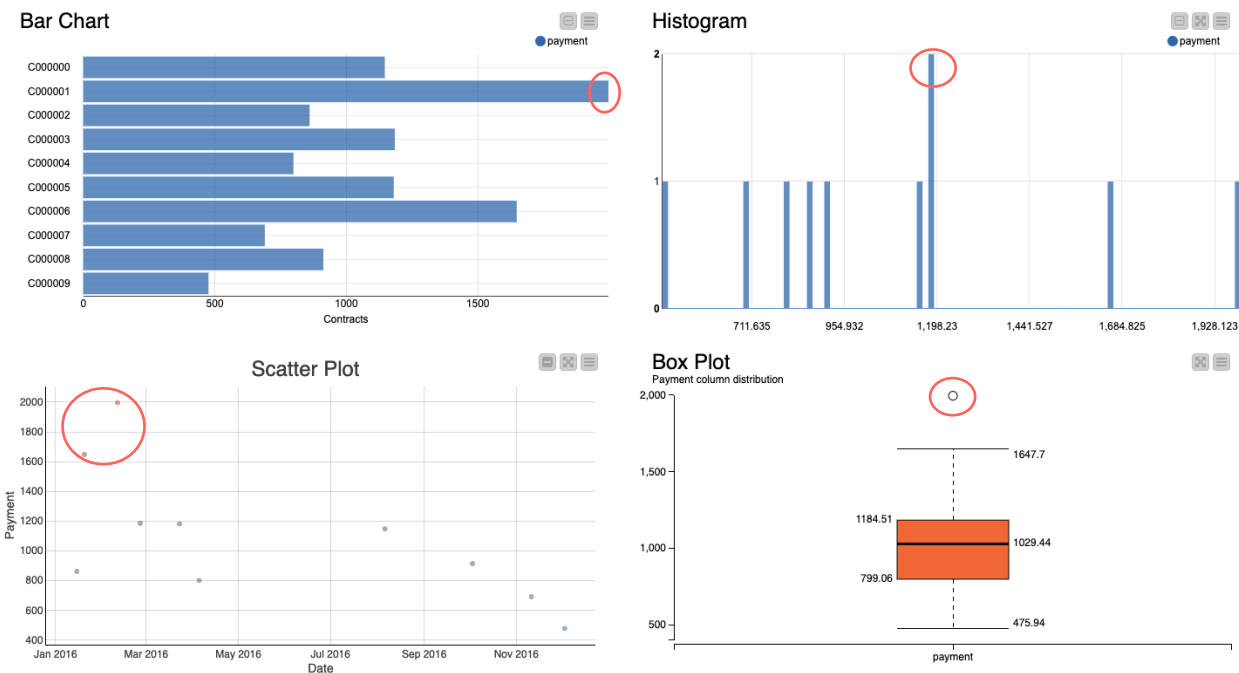 Bar Chart
payment
C000000
C000001
C000002
C000003
C000004
C000005
C000006
C000007
C000008
C000009
0 500 1000 1500
Contracts
Histogram
payment
2
1
0 0
711.635 954.932 1,198.23 1,441.527 1,684.825 1,928.123
Scatter Plot
2000
1800
1600
1400
1200
1000
800
600
400
Payment
Jan 2016 Mar 2016 May 2016 Jul 2016 Sep 2016 Nov 2016
Date
Box Plot
Payment column distribution
2,000
1,500
1,000
500
1647.7
1184.51
1029.44
799.06
475.94
payment